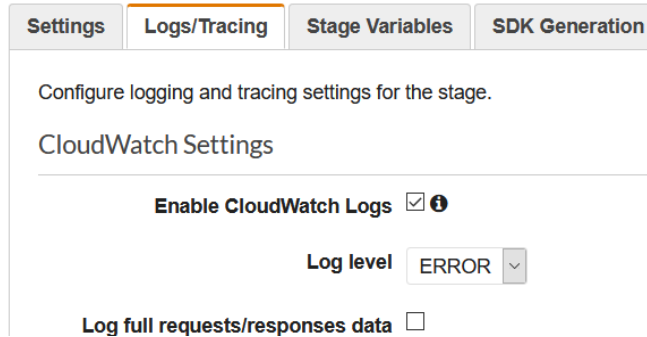 Settings Logs/Tracing Stage Variables SDK Generation
Configure logging and tracing settings for the stage.
CloudWatch Settings
Enable CloudWatch Logs
Log level ERROR
Log full requests/responses data